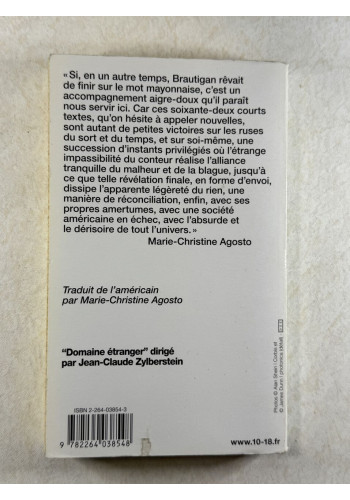 « Si, en un autre temps, Brautigan rêvait
de finir sur le mot mayonnaise, c'est un
accompagnement aigre-doux qu'il paraît
nous servir ici. Car ces soixante-deux courts
textes, qu'on hésite à appeler nouvelles,
sont autant de petites victoires sur les ruses
du sort et du temps, et sur soi-même, une
succession d'instants privilégiés où l'étrange
impassibilité du conteur réalise l'alliance
tranquille du malheur et de la blague, jusqu'à
ce que telle révélation finale, en forme d'envoi,
dissipe l'apparente légèreté du rien, une
manière de réconciliation, enfin, avec ses
propres amertumes, avec une société
américaine en échec, avec l'absurde et
le dérisoire de tout l'univers. »
Marie-Christine Agosto
Traduit de l'américain
par Marie-Christine Agosto
"Domaine étranger" dirigé
par Jean-Claude Zylberstein
ISBN 2-264-03854-3
9 782264 038548
www.10-18.fr